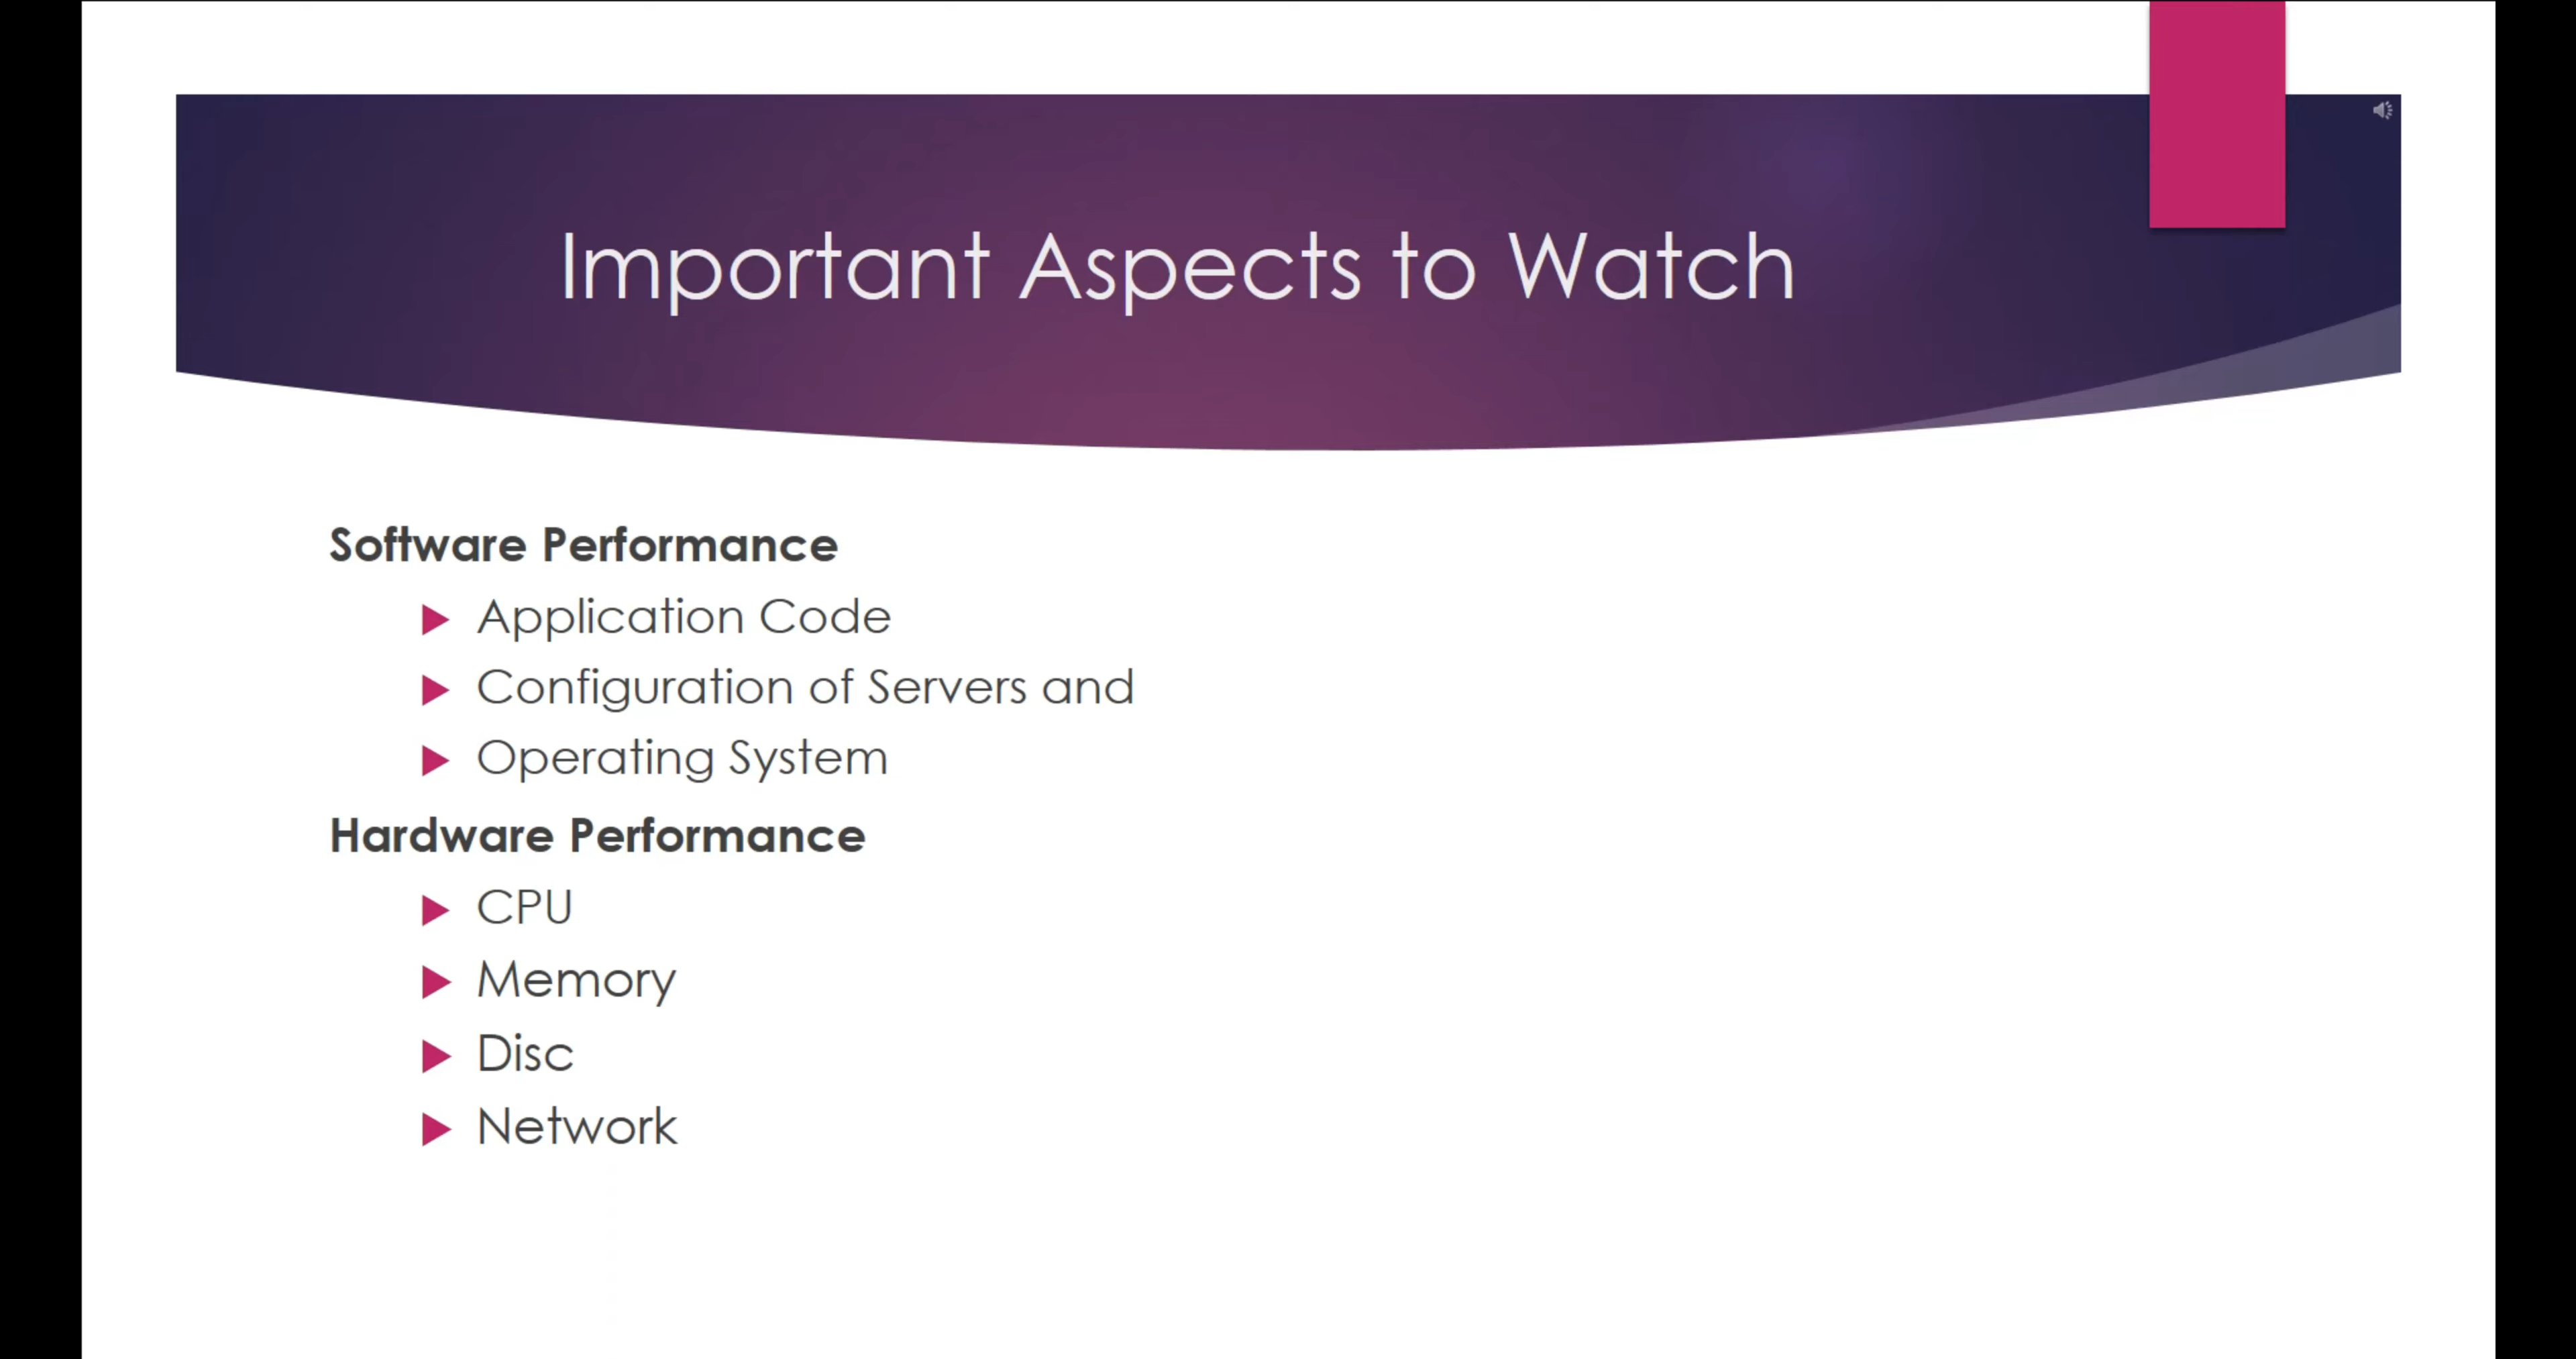 Important Aspects to Watch
Software Performance
Application Code
Configuration of Servers and
Operating System
Hardware Performance
CPU
Memory
Disc
Network